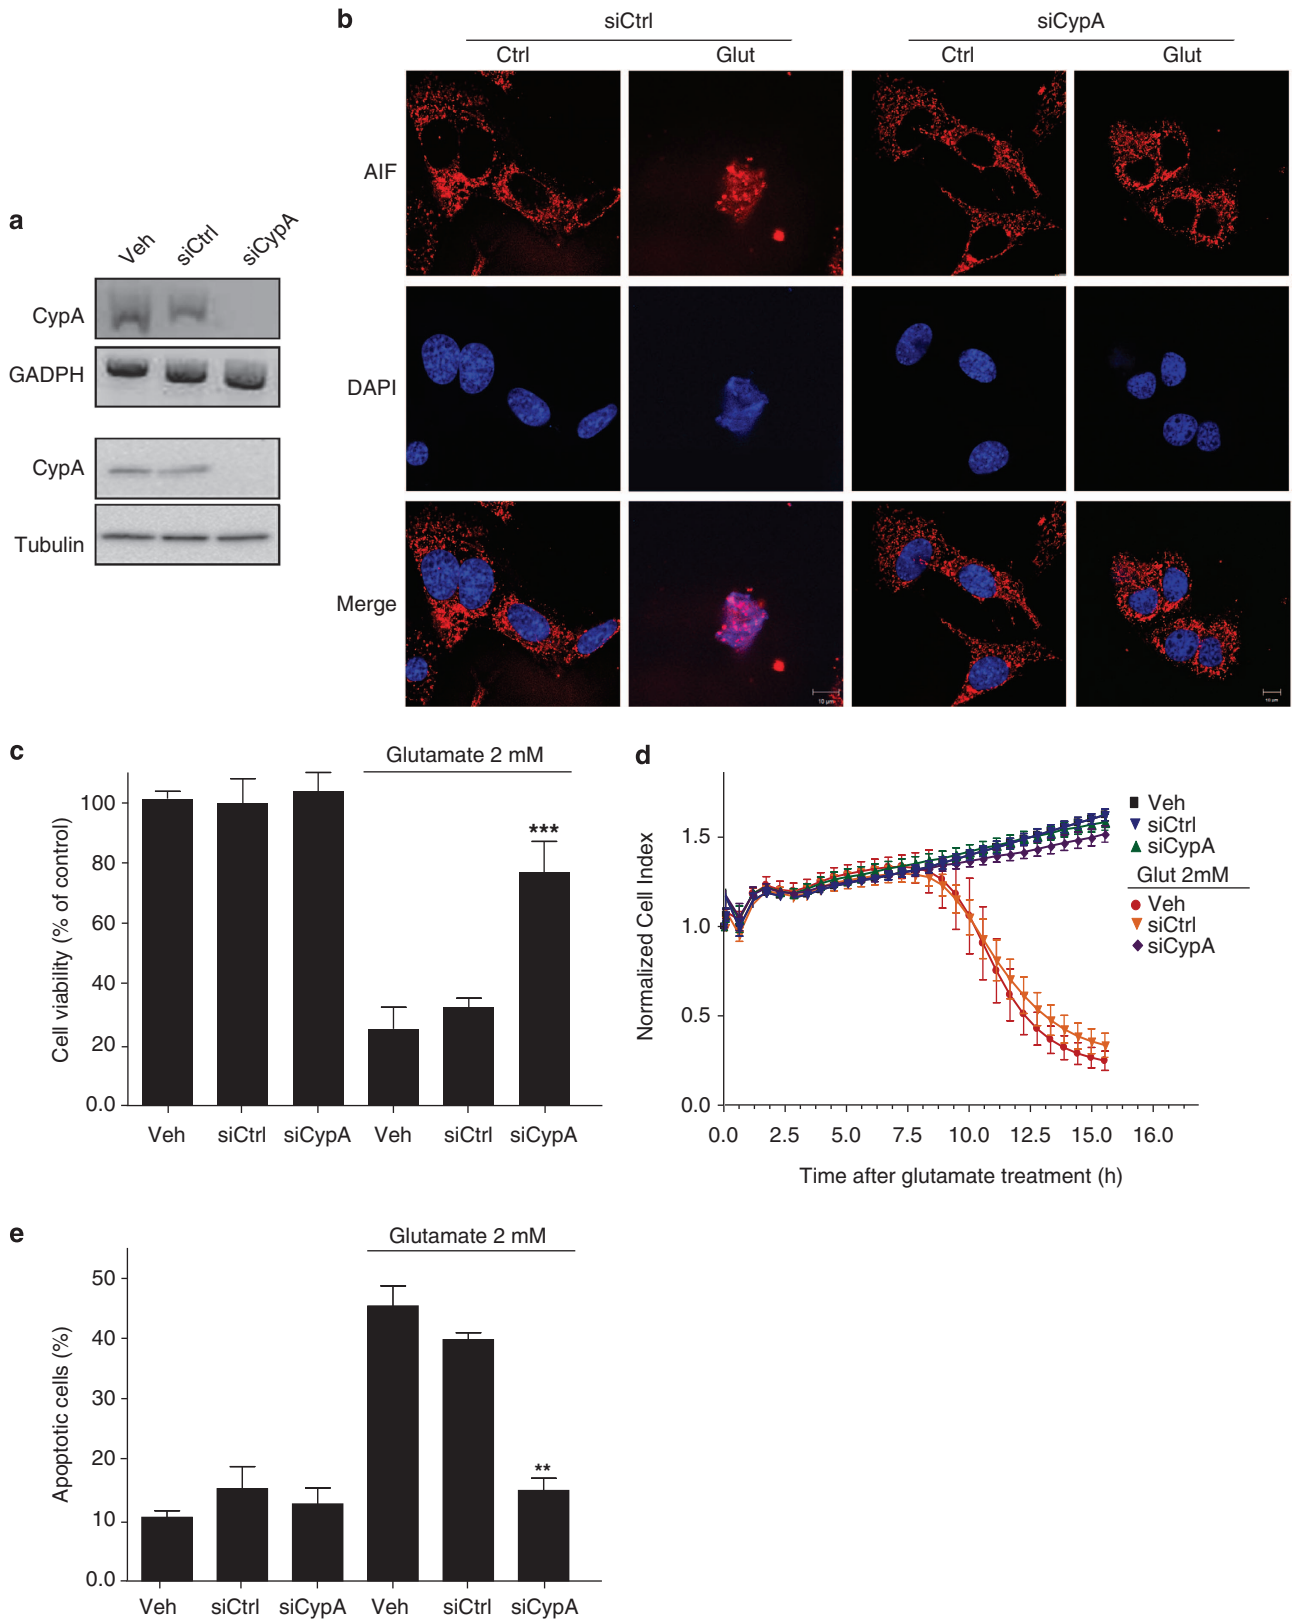 a
Veh siCtrl siCypA
CypA
GADPH
CypA
Tubulin
b
siCtrl siCypA
Ctrl Glut Ctrl Glut
AIF
DAPI
Merge
10 µm
10 µm
c
Glutamate 2 mM
Cell viability (% of control)
100
80
60
40
20
0.0
***
Veh siCtrl siCypA Veh siCtrl siCypA
d
Normalized Cell Index
1.5
1.0
0.5
0.0
0.0 2.5 5.0 7.5 10.0 12.5 15.0 16.0
Time after glutamate treatment (h)
Veh
siCtrl
siCypA
Glut 2mM
Veh
siCtrl
siCypA
e
Glutamate 2 mM
Apoptotic cells (%)
50
40
30
20
10
0.0
**
Veh siCtrl siCypA Veh siCtrl siCypA